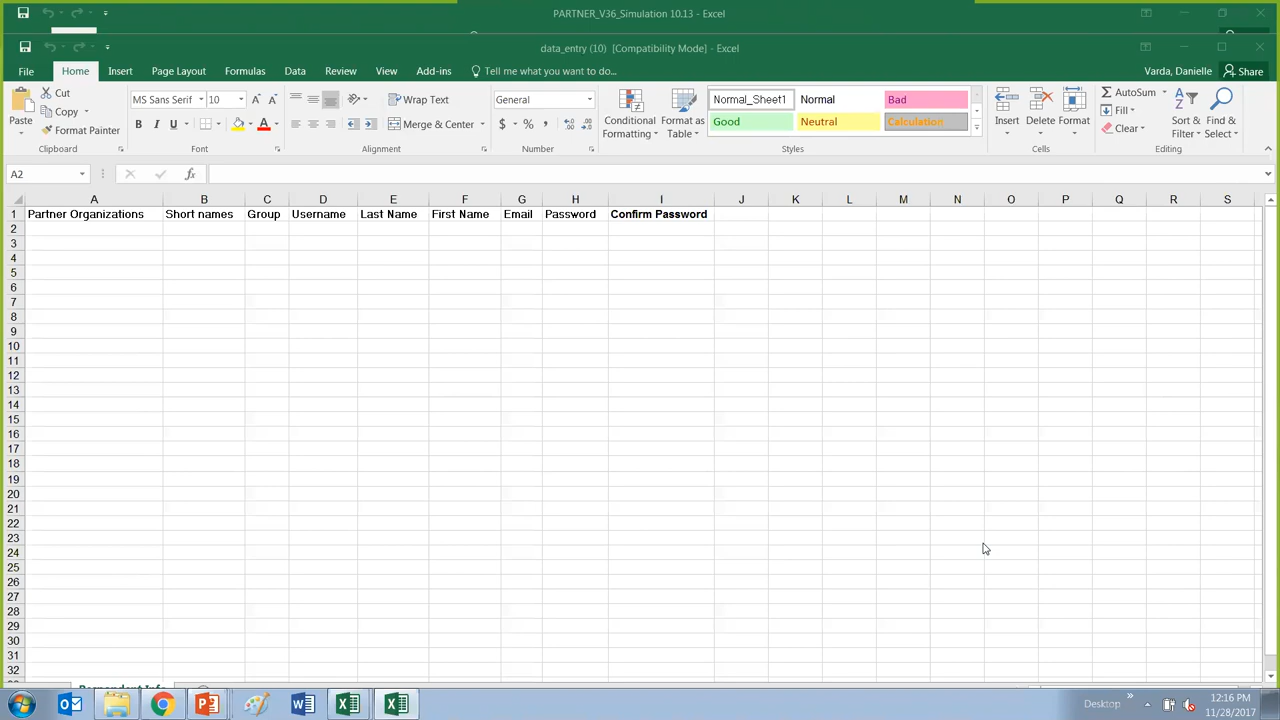 PARTNER_V36_Simulation 10.13 - Excel
data_entry (10) [Compatibility Mode] - Excel
File Home Insert Page Layout Formulas Data Review View Add-ins Tell me what you want to do... Varda, Danielle Share
Paste
Cut
Copy
Format Painter
Clipboard
MS Sans Serif 10 A A
B I U A
Font
Wrap Text
Merge & Center
Alignment
General
$ % ,
Number
Conditional Formatting
Format as Table
Normal_Sheet1 Normal Bad
Good Neutral Calculation
Styles
Insert Delete Format
Cells
AutoSum
Fill
Clear
Sort & Filter
Find & Select
Editing
A2 fx
A B C D E F G H I J K L M N O P Q R S
1 Partner Organizations Short names Group Username Last Name First Name Email Password Confirm Password
2
3
4
5
6
7
8
9
10
11
12
13
14
15
16
17
18
19
20
21
22
23
24
25
26
27
28
29
30
31
32
Respondent Info
Desktop
12:16 PM
11/28/2017